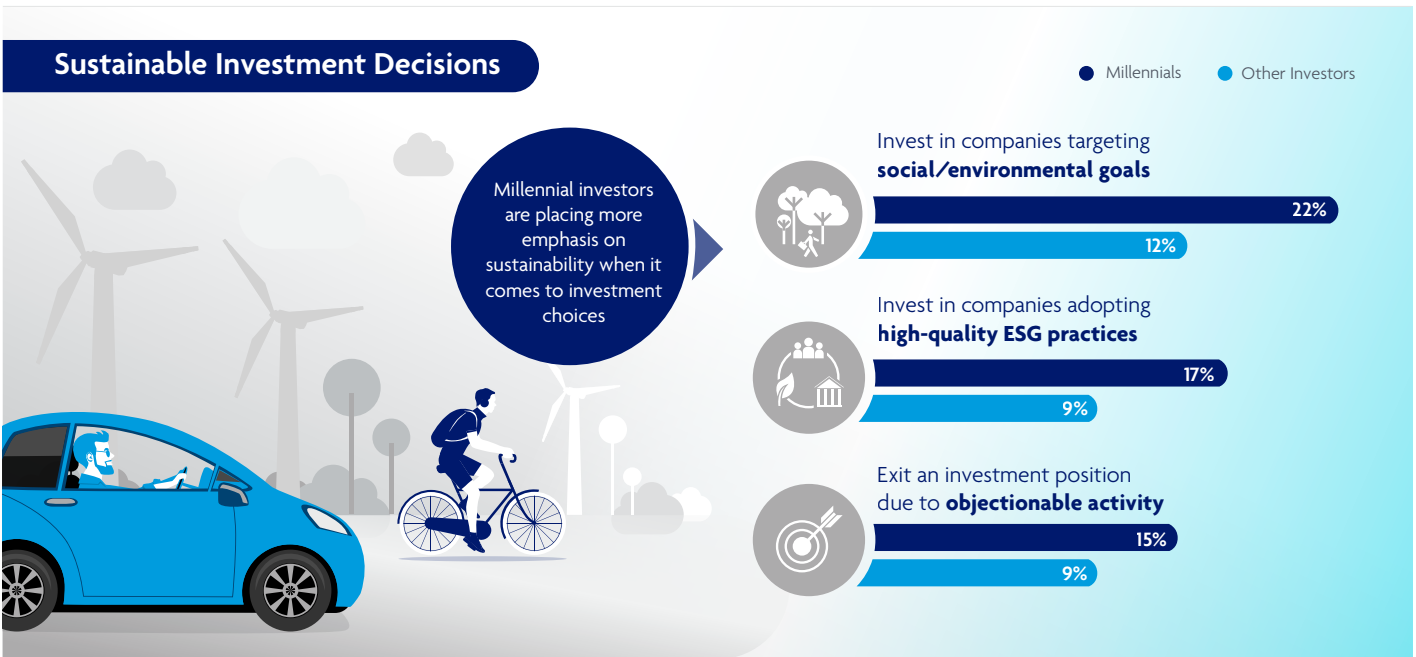 Sustainable Investment Decisions
Millennials
Other Investors
Millennial investors
are placing more
emphasis on
sustainability when it
comes to investment
choices
Invest in companies targeting
social/environmental goals
22%
12%
Invest in companies adopting
high-quality ESG practices
17%
9%
Exit an investment position
due to objectionable activity
15%
9%